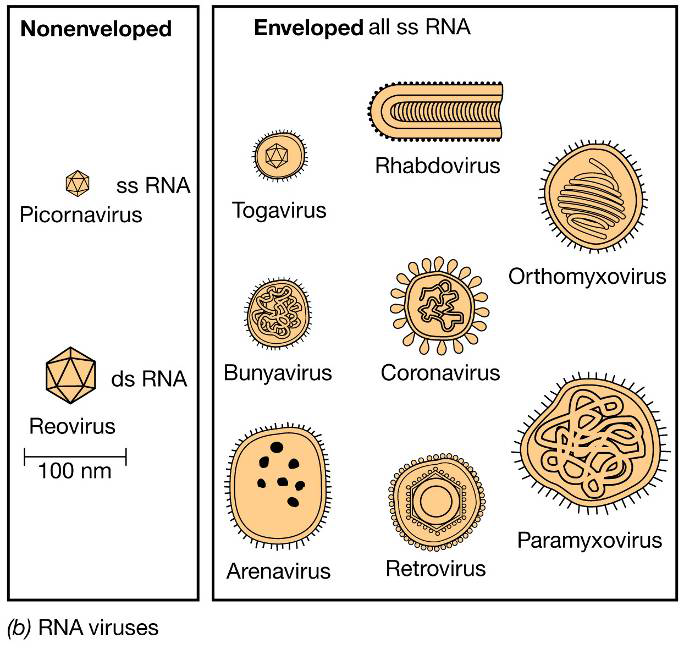 Nonenveloped
ss RNA
Picornavirus
ds RNA
Reovirus
100 nm
Enveloped all ss RNA
Rhabdovirus
Togavirus
Orthomyxovirus
Bunyavirus
Coronavirus
Arenavirus
Retrovirus
Paramyxovirus
(b) RNA viruses